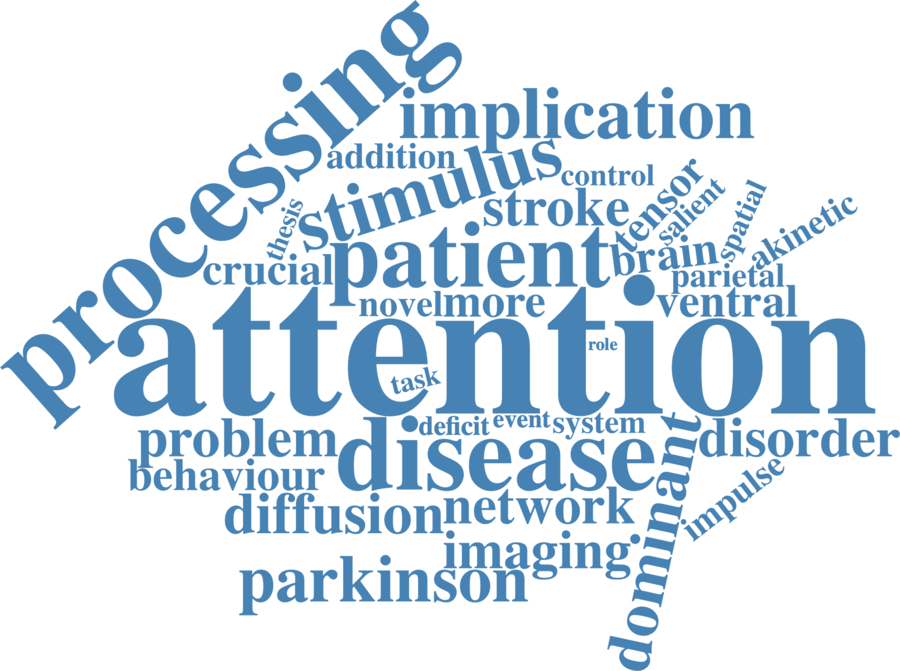 processing
implication
addition
stimulus
control
tensor
salient
spatial
akinetic
thesis
stroke
crucial
patient
brain
parietal
novel
more
ventral
attention
role
task
problem
deficit
event
system
disorder
behaviour
disease
dominant
impulse
diffusion
network
imaging
parkinson